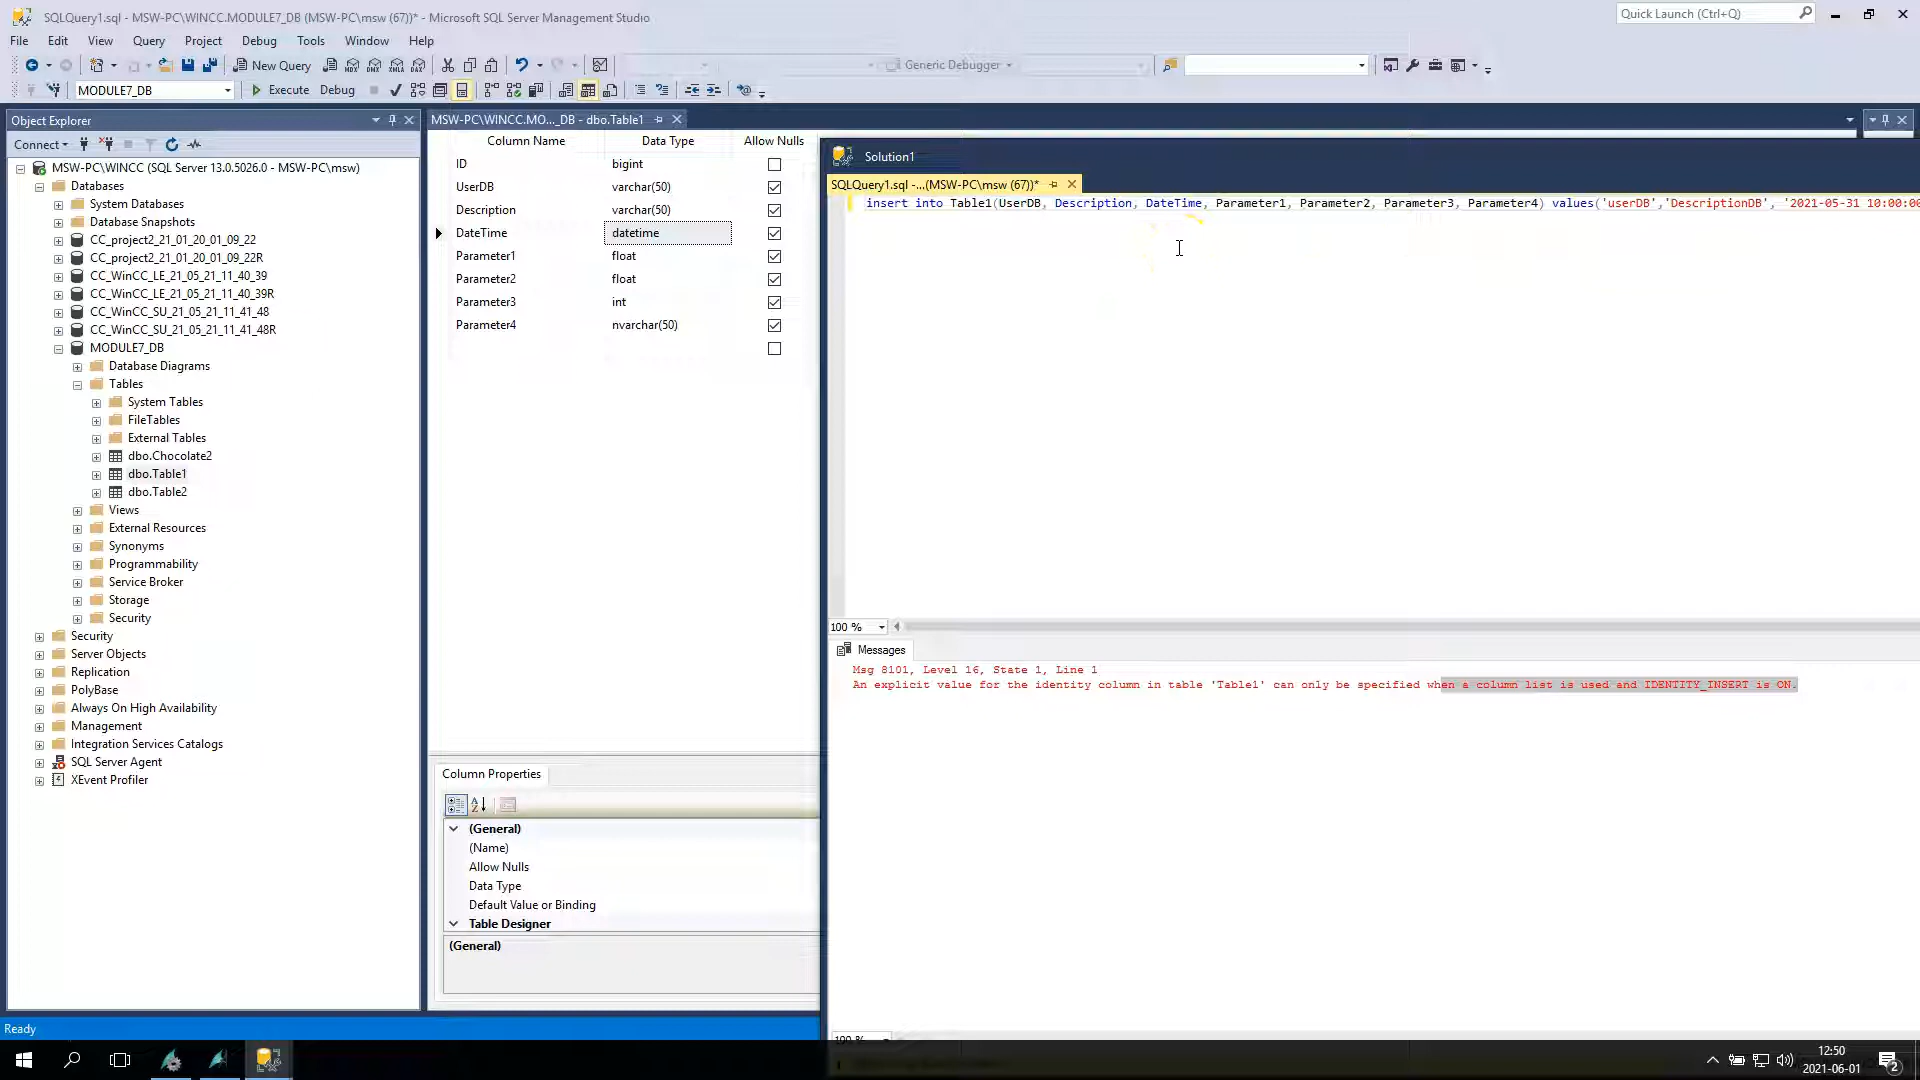 SQLQuery1.sql - MSW-PC\WINCC.MODULE7_DB (MSW-PC\msw (67))* - Microsoft SQL Server Management Studio
Quick Launch (Ctrl+Q)
File Edit View Query Project Debug Tools Window Help
New Query
Generic Debugger
MODULE7_DB
Execute Debug
Object Explorer
Connect
MSW-PC\WINCC (SQL Server 13.0.5026.0 - MSW-PC\msw)
Databases
System Databases
Database Snapshots
CC_project2_21_01_20_01_09_22
CC_project2_21_01_20_01_09_22R
CC_WinCC_LE_21_05_21_11_40_39
CC_WinCC_LE_21_05_21_11_40_39R
CC_WinCC_SU_21_05_21_11_41_48
CC_WinCC_SU_21_05_21_11_41_48R
MODULE7_DB
Database Diagrams
Tables
System Tables
FileTables
External Tables
dbo.Chocolate2
dbo.Table1
dbo.Table2
Views
External Resources
Synonyms
Programmability
Service Broker
Storage
Security
Security
Server Objects
Replication
PolyBase
Always On High Availability
Management
Integration Services Catalogs
SQL Server Agent
XEvent Profiler
MSW-PC\WINCC.MO..._DB - dbo.Table1
Column Name Data Type Allow Nulls
ID bigint
UserDB varchar(50)
Description varchar(50)
DateTime datetime
Parameter1 float
Parameter2 float
Parameter3 int
Parameter4 nvarchar(50)
Column Properties
(General)
(Name)
Allow Nulls
Data Type
Default Value or Binding
Table Designer
(General)
Solution1
SQLQuery1.sql -...(MSW-PC\msw (67))*
insert into Table1(UserDB, Description, DateTime, Parameter1, Parameter2, Parameter3, Parameter4) values('userDB','DescriptionDB', '2021-05-31 10:00:00
100 %
Messages
Msg 8101, Level 16, State 1, Line 1
An explicit value for the identity column in table 'Table1' can only be specified when a column list is used and IDENTITY_INSERT is ON.
100 %
Ready
12:50
2021-06-01
2